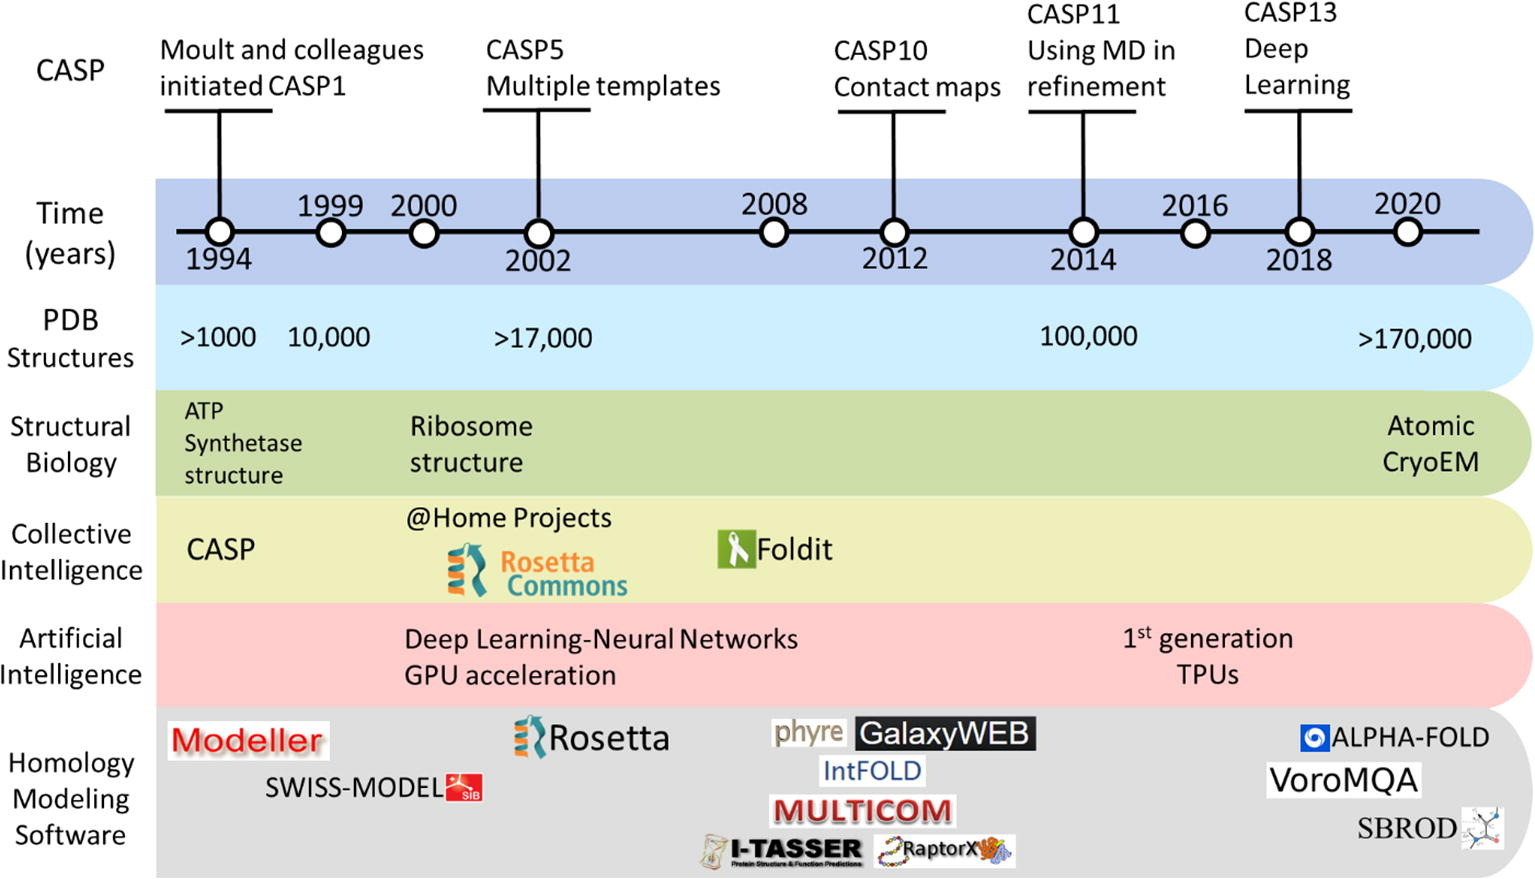 CASP
Moult and colleagues
initiated CASP1
CASP5
Multiple templates
CASP10
Contact maps
CASP11
Using MD in
refinement
CASP13
Deep
Learning
Time
(years)
1994
1999
2000
2002
2008
2012
2014
2016
2018
2020
PDB
Structures
>1000
10,000
>17,000
100,000
>170,000
Structural
Biology
ATP
Synthetase
structure
Ribosome
structure
Atomic
CryoEM
Collective
Intelligence
CASP
@Home Projects
Rosetta
Commons
Foldit
Artificial
Intelligence
Deep Learning-Neural Networks
GPU acceleration
1st generation
TPUs
Homology
Modeling
Software
Modeller
SWISS-MODEL
SIB
Rosetta
phyre
GalaxyWEB
IntFOLD
MULTICOM
I-TASSER
Protein Structure & Function Predictions
RaptorX
ALPHA-FOLD
VoroMQA
SBROD